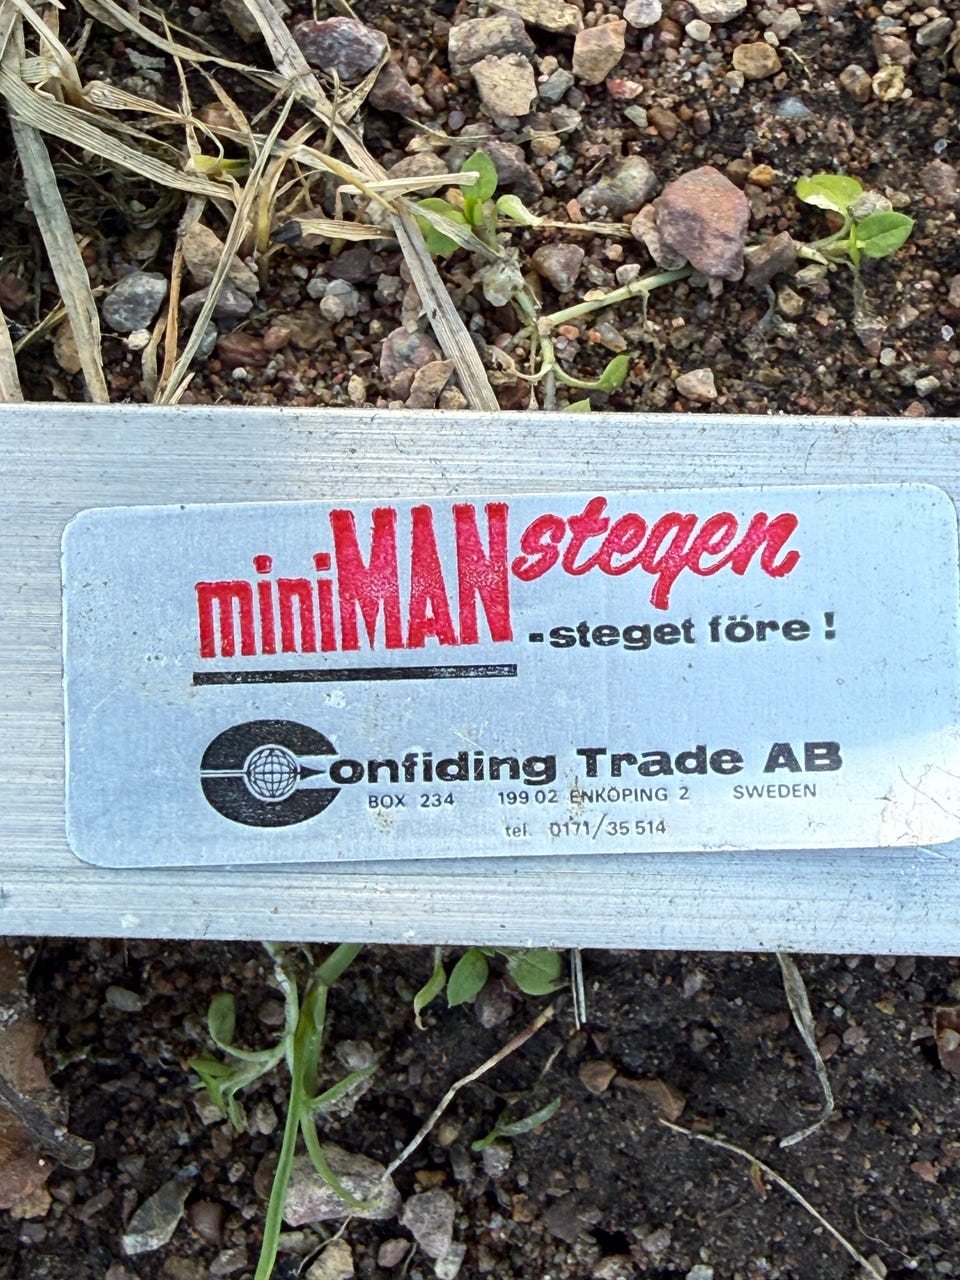 miniMANstegen
-steget före!
Confiding Trade AB
BOX 234 199 02 ENKÖPING 2 SWEDEN
tel. 0171/35 514